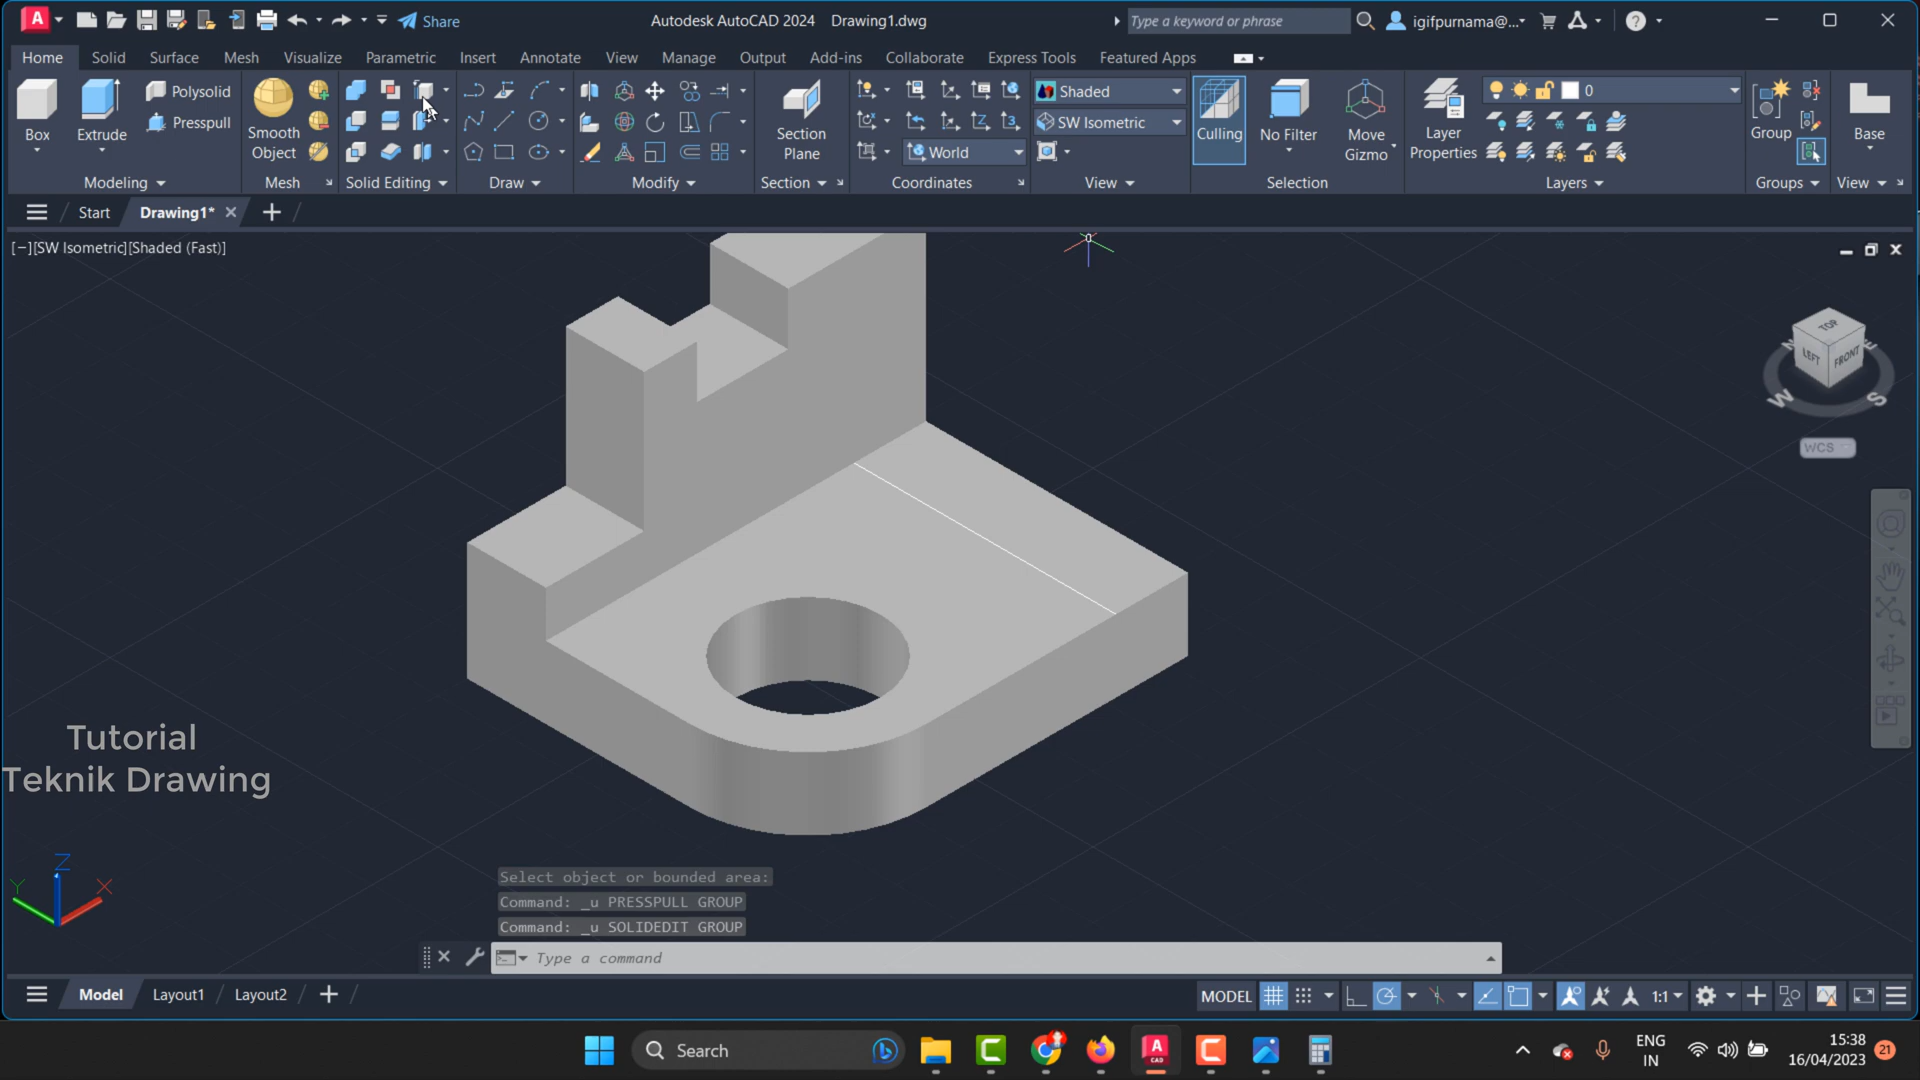 A CAD
Share
Autodesk AutoCAD 2024 Drawing1.dwg
Type a keyword or phrase
igifpurnama@...
Home Solid Surface Mesh Visualize Parametric Insert Annotate View Manage Output Add-ins Collaborate Express Tools Featured Apps
Box
Extrude
Polysolid
Presspull
Smooth
Object
Section
Plane
World
Shaded
SW Isometric
Culling
No Filter
Move
Gizmo
Layer
Properties
0
Group
Base
Modeling Mesh Solid Editing Draw Modify Section Coordinates View Selection Layers Groups View
Start Drawing1*
[−][SW Isometric][Shaded (Fast)]
TOP
LEFT FRONT
W S
WCS
Tutorial
Teknik Drawing
Z
Y X
Select object or bounded area:
Command: _u PRESSPULL GROUP
Command: _u SOLIDEDIT GROUP
Type a command
Model Layout1 Layout2
MODEL
1:1
Search
ENG
IN
15:38
16/04/2023
21